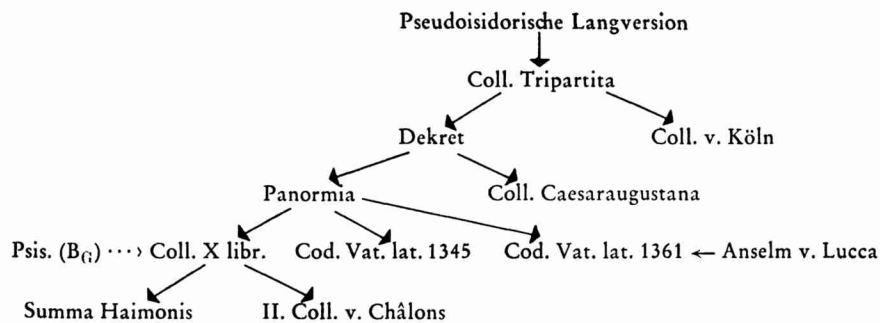 Pseudoisidorische Langversion
Coll. Tripartita
Dekret Coll. v. Köln
Panormia Coll. Caesaraugustana
Psis. (B_G) ···› Coll. X libr. Cod. Vat. lat. 1345 Cod. Vat. lat. 1361 ← Anselm v. Lucca
Summa Haimonis II. Coll. v. Châlons